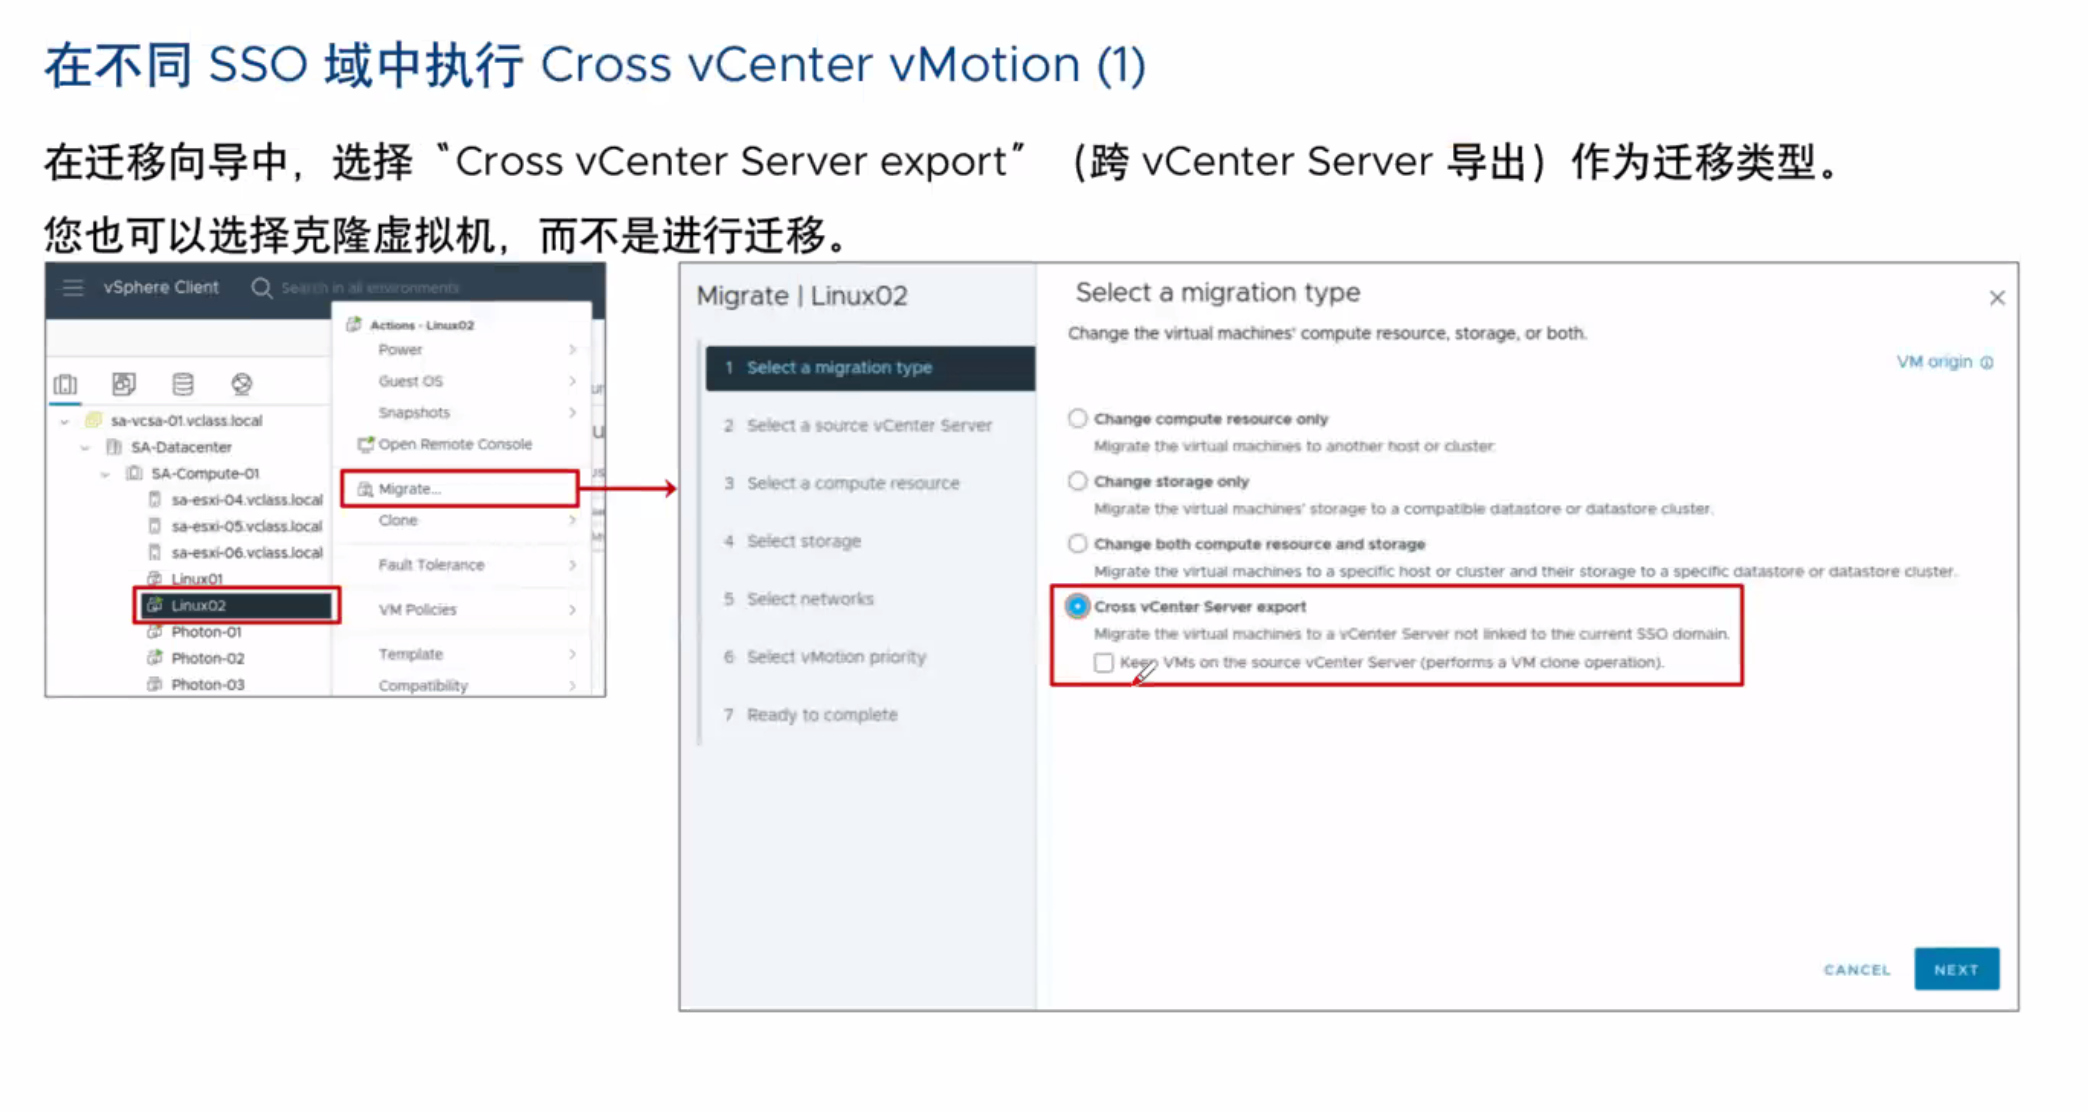 在不同 SSO 域中执行 Cross vCenter vMotion (1)
在迁移向导中，选择“Cross vCenter Server export”（跨 vCenter Server 导出）作为迁移类型。
您也可以选择克隆虚拟机，而不是进行迁移。
vSphere Client
Search in all environments
sa-vcsa-01.vclass.local
SA-Datacenter
SA-Compute-01
sa-esxi-04.vclass.local
sa-esxi-05.vclass.local
sa-esxi-06.vclass.local
Linux01
Linux02
Photon-01
Photon-02
Photon-03
Actions - Linux02
Power
Guest OS
Snapshots
Open Remote Console
Migrate...
Clone
Fault Tolerance
VM Policies
Template
Compatibility
Migrate | Linux02
1 Select a migration type
2 Select a source vCenter Server
3 Select a compute resource
4 Select storage
5 Select networks
6 Select vMotion priority
7 Ready to complete
Select a migration type
Change the virtual machines' compute resource, storage, or both.
VM origin
Change compute resource only
Migrate the virtual machines to another host or cluster.
Change storage only
Migrate the virtual machines' storage to a compatible datastore or datastore cluster.
Change both compute resource and storage
Migrate the virtual machines to a specific host or cluster and their storage to a specific datastore or datastore cluster.
Cross vCenter Server export
Migrate the virtual machines to a vCenter Server not linked to the current SSO domain.
Keep VMs on the source vCenter Server (performs a VM clone operation).
CANCEL
NEXT